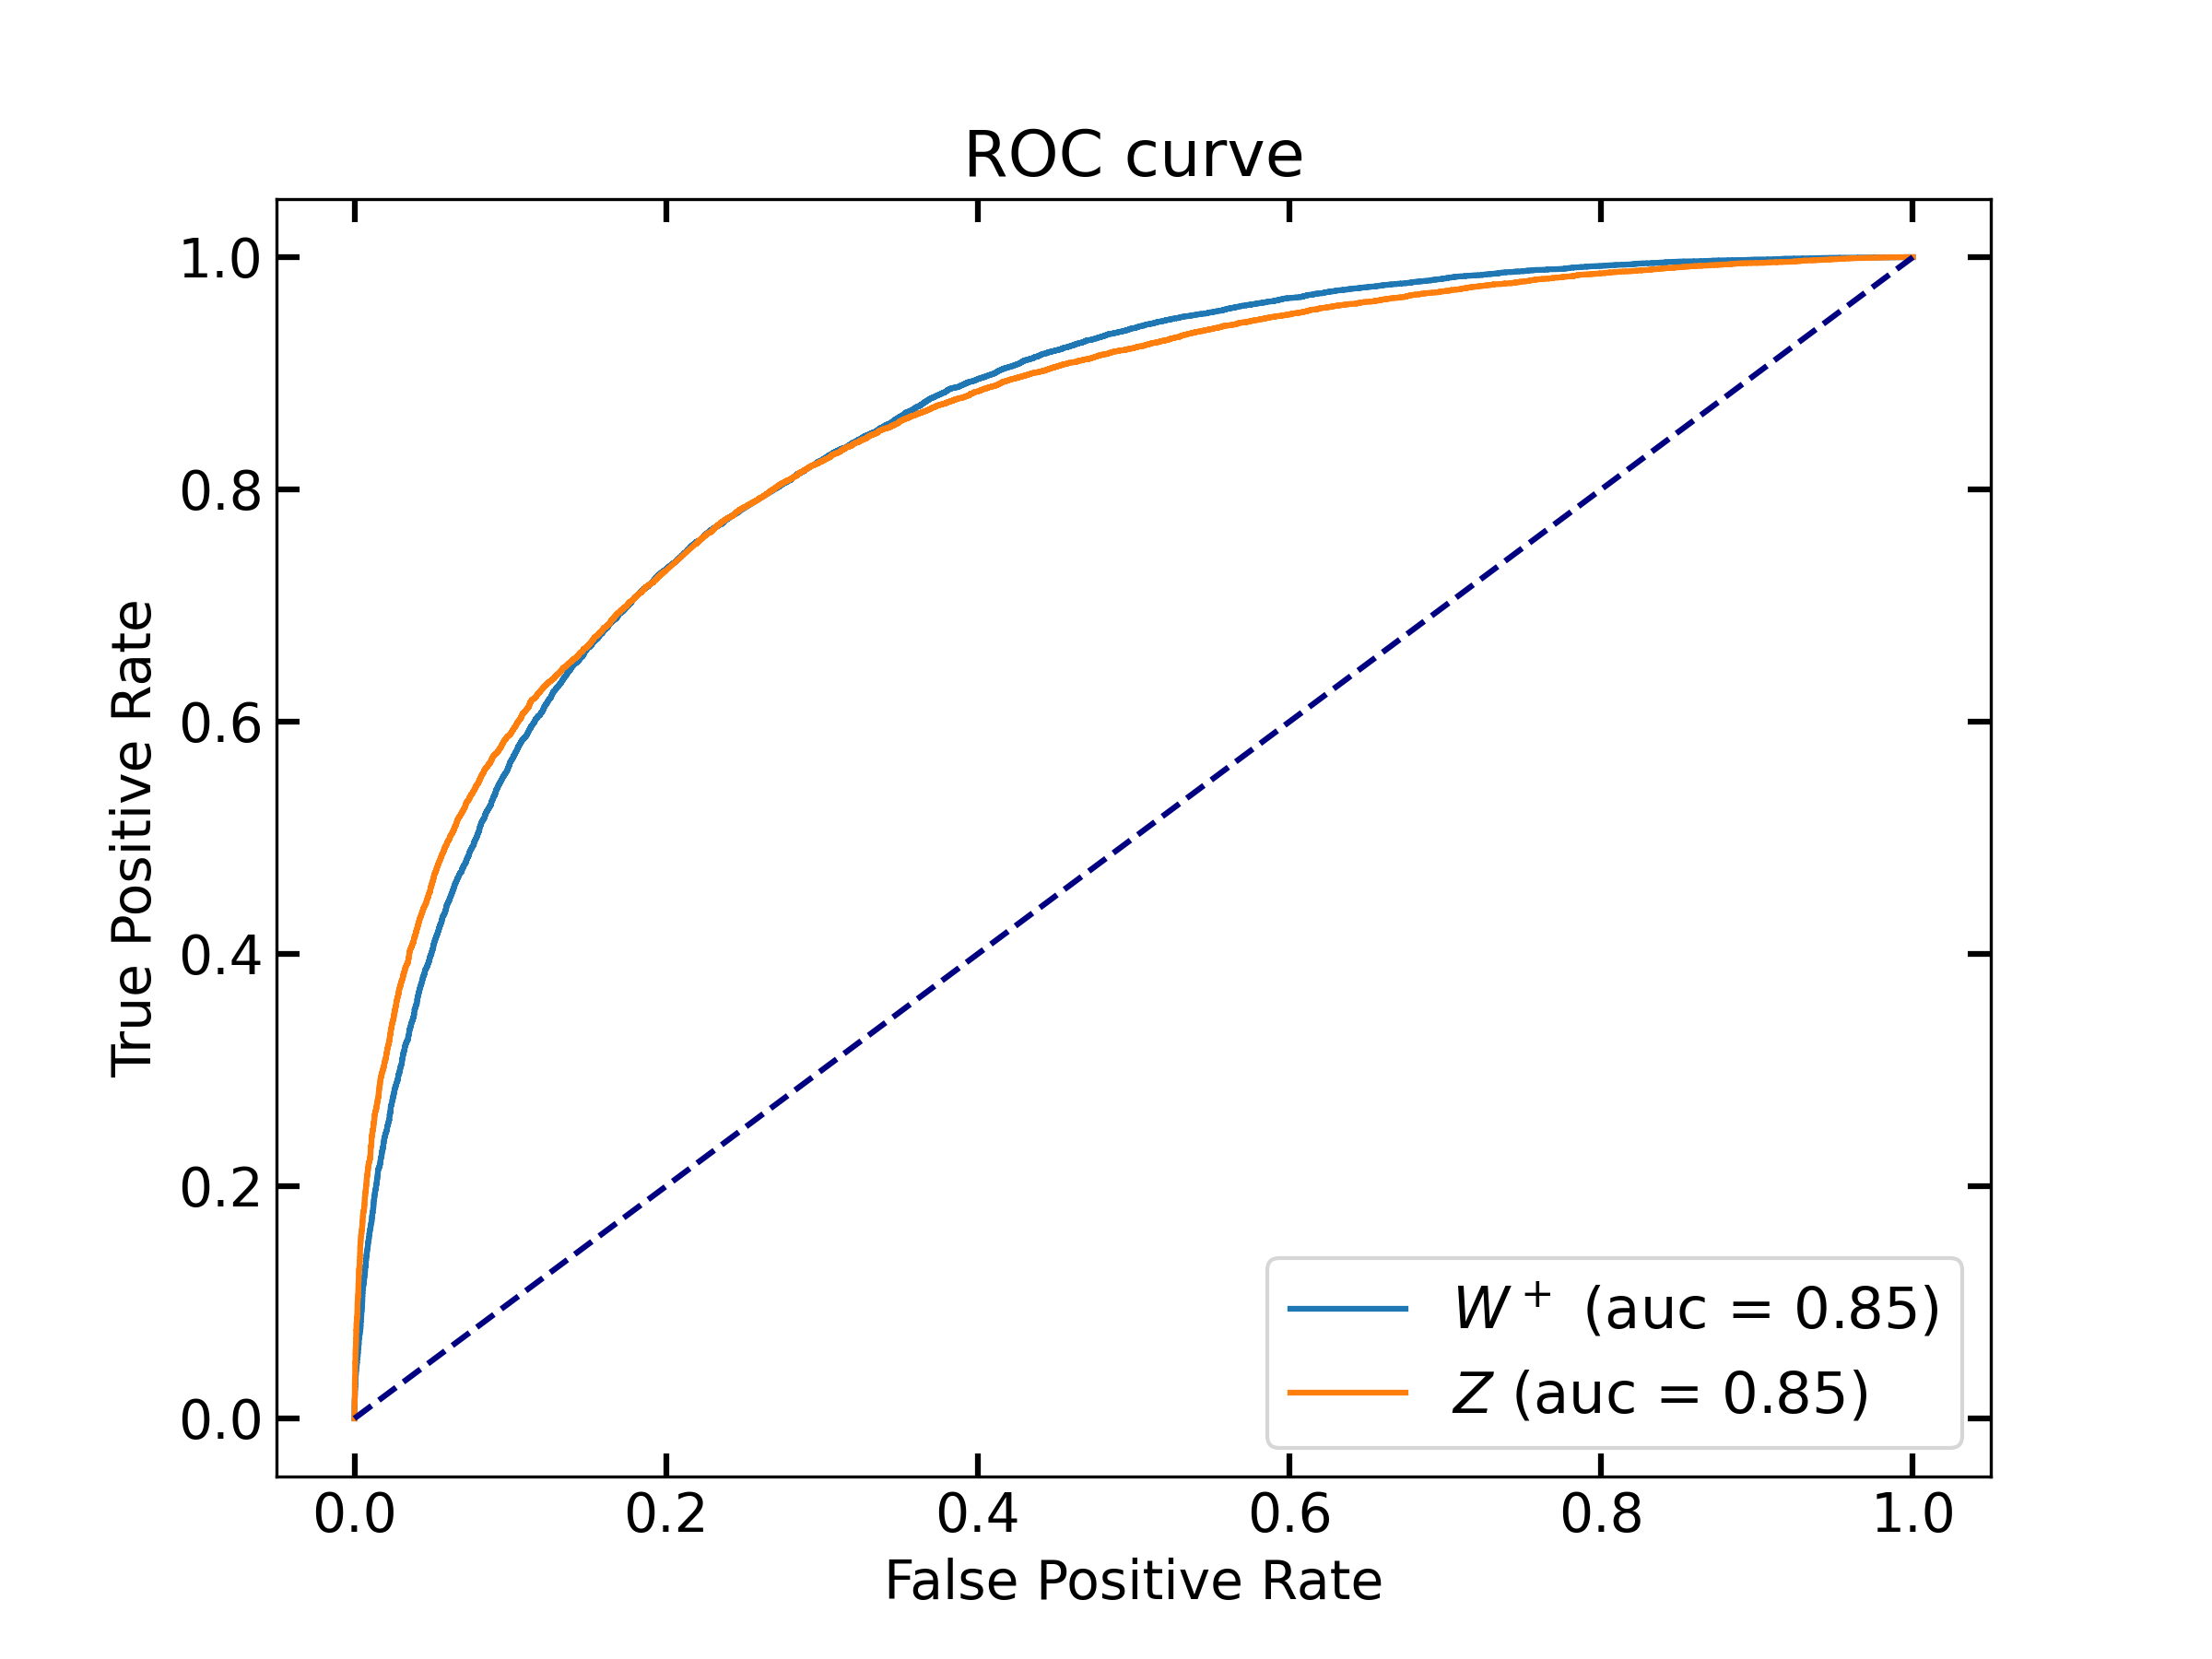 ROC curve
1.0
0.8
0.6
0.4
0.2
0.0
True Positive Rate
W⁺ (auc = 0.85)
Z (auc = 0.85)
0.0 0.2 0.4 0.6 0.8 1.0
False Positive Rate